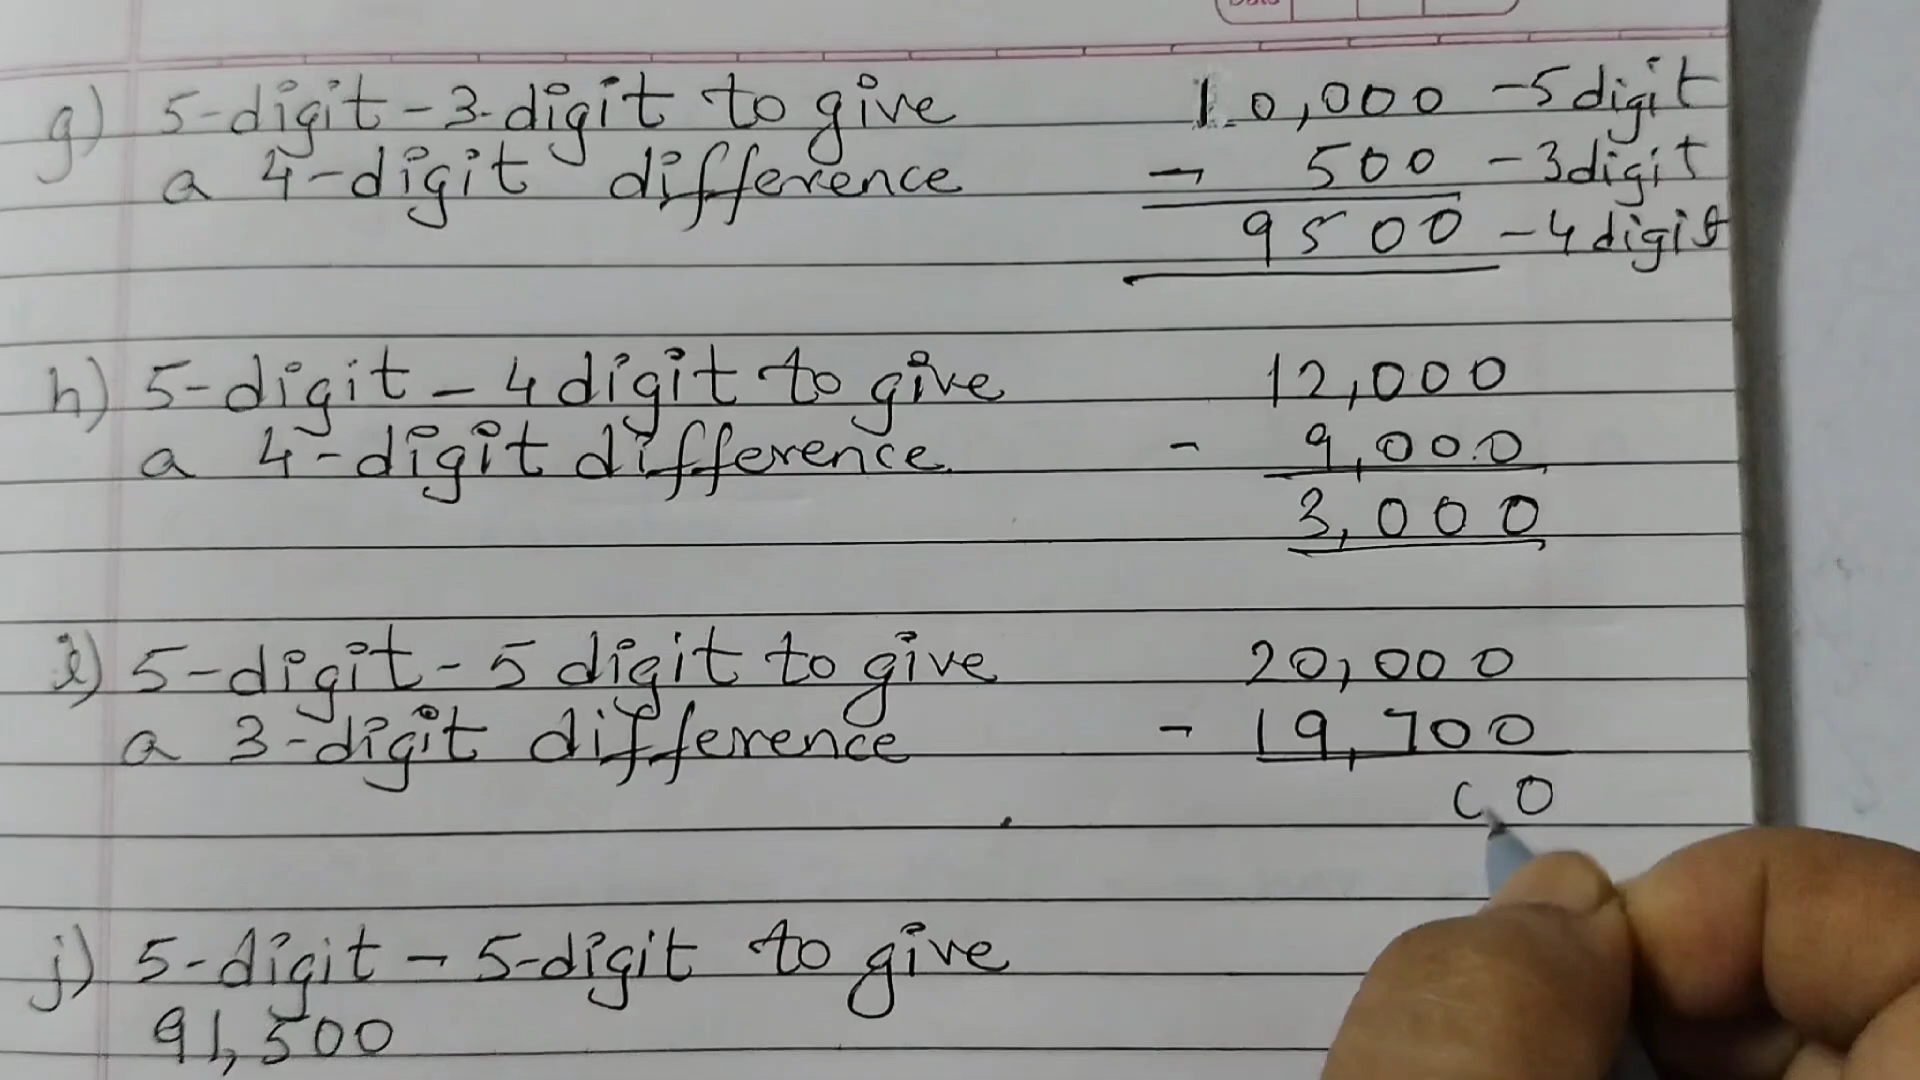 g) 5-digit-3-digit to give
a 4-digit difference
10,000 -5 digit
- 500 -3 digit
9500 -4 digit
h) 5-digit - 4 digit to give
a 4-digit difference.
12,000
- 9,000
3,000
i) 5-digit - 5 digit to give
a 3-digit difference
20,000
- 19,700
00
j) 5-digit - 5-digit to give
91,500